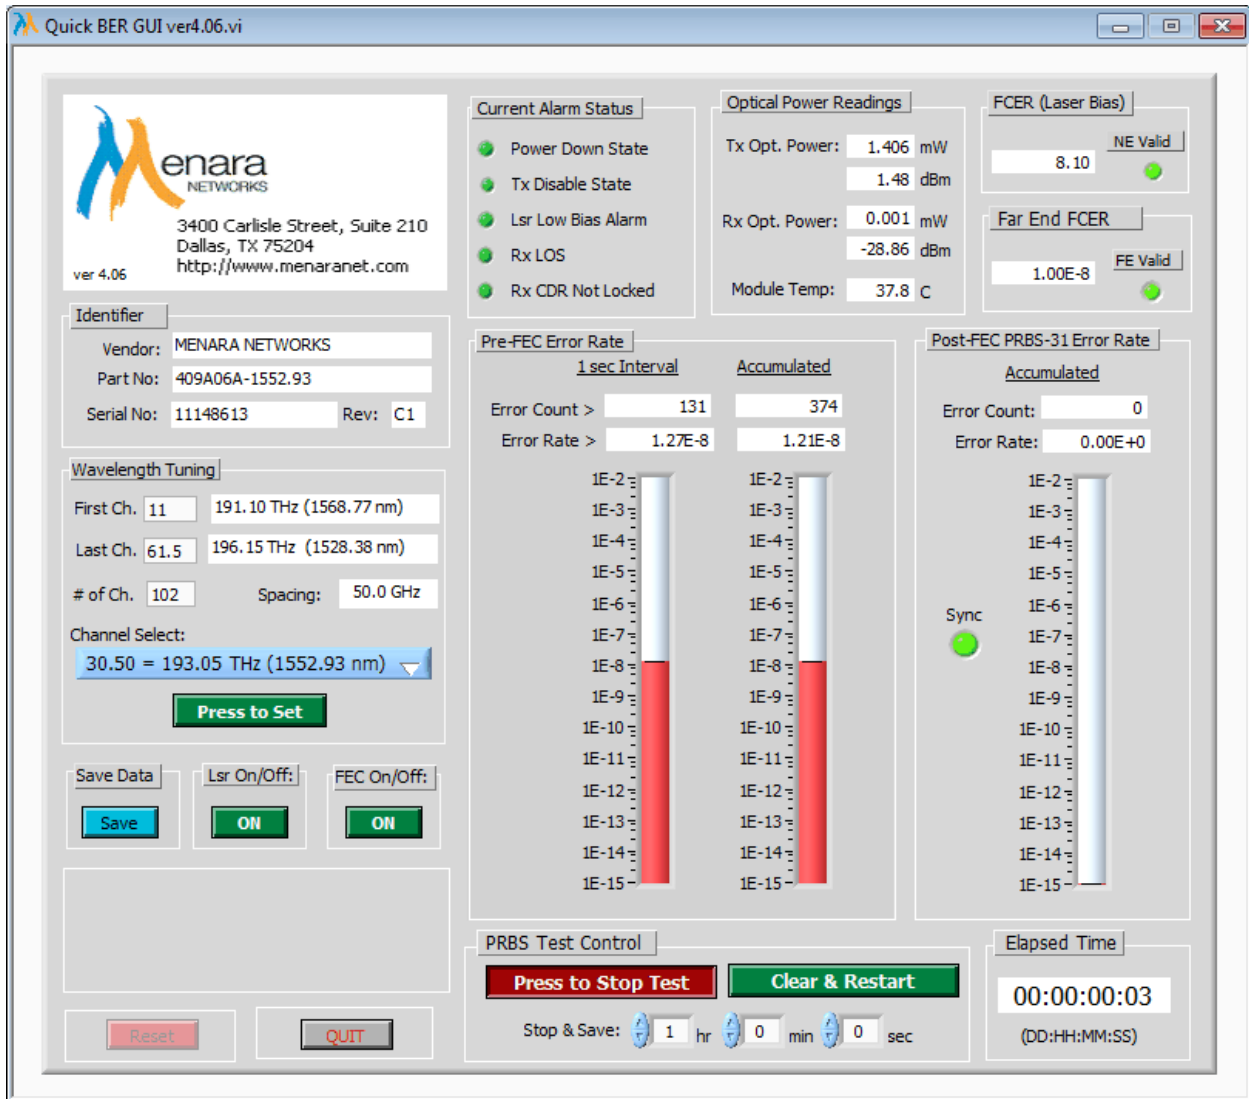 Quick BER GUI ver4.06.vi
Menara
NETWORKS
3400 Carlisle Street, Suite 210
Dallas, TX 75204
http://www.menaranet.com
ver 4.06
Identifier
Vendor: MENARA NETWORKS
Part No: 409A06A-1552.93
Serial No: 11148613 Rev: C1
Wavelength Tuning
First Ch. 11 191.10 THz (1568.77 nm)
Last Ch. 61.5 196.15 THz (1528.38 nm)
# of Ch. 102 Spacing: 50.0 GHz
Channel Select:
30.50 = 193.05 THz (1552.93 nm)
Press to Set
Save Data
Save
Lsr On/Off:
ON
FEC On/Off:
ON
Reset
QUIT
Current Alarm Status
Power Down State
Tx Disable State
Lsr Low Bias Alarm
Rx LOS
Rx CDR Not Locked
Optical Power Readings
Tx Opt. Power: 1.406 mW
1.48 dBm
Rx Opt. Power: 0.001 mW
-28.86 dBm
Module Temp: 37.8 C
FCER (Laser Bias)
8.10
NE Valid
Far End FCER
1.00E-8
FE Valid
Pre-FEC Error Rate
1 sec Interval Accumulated
Error Count > 131 374
Error Rate > 1.27E-8 1.21E-8
1E-2 1E-2
1E-3 1E-3
1E-4 1E-4
1E-5 1E-5
1E-6 1E-6
1E-7 1E-7
1E-8 1E-8
1E-9 1E-9
1E-10 1E-10
1E-11 1E-11
1E-12 1E-12
1E-13 1E-13
1E-14 1E-14
1E-15 1E-15
Post-FEC PRBS-31 Error Rate
Accumulated
Error Count: 0
Error Rate: 0.00E+0
Sync
1E-2
1E-3
1E-4
1E-5
1E-6
1E-7
1E-8
1E-9
1E-10
1E-11
1E-12
1E-13
1E-14
1E-15
PRBS Test Control
Press to Stop Test Clear & Restart
Stop & Save: 1 hr 0 min 0 sec
Elapsed Time
00:00:00:03
(DD:HH:MM:SS)